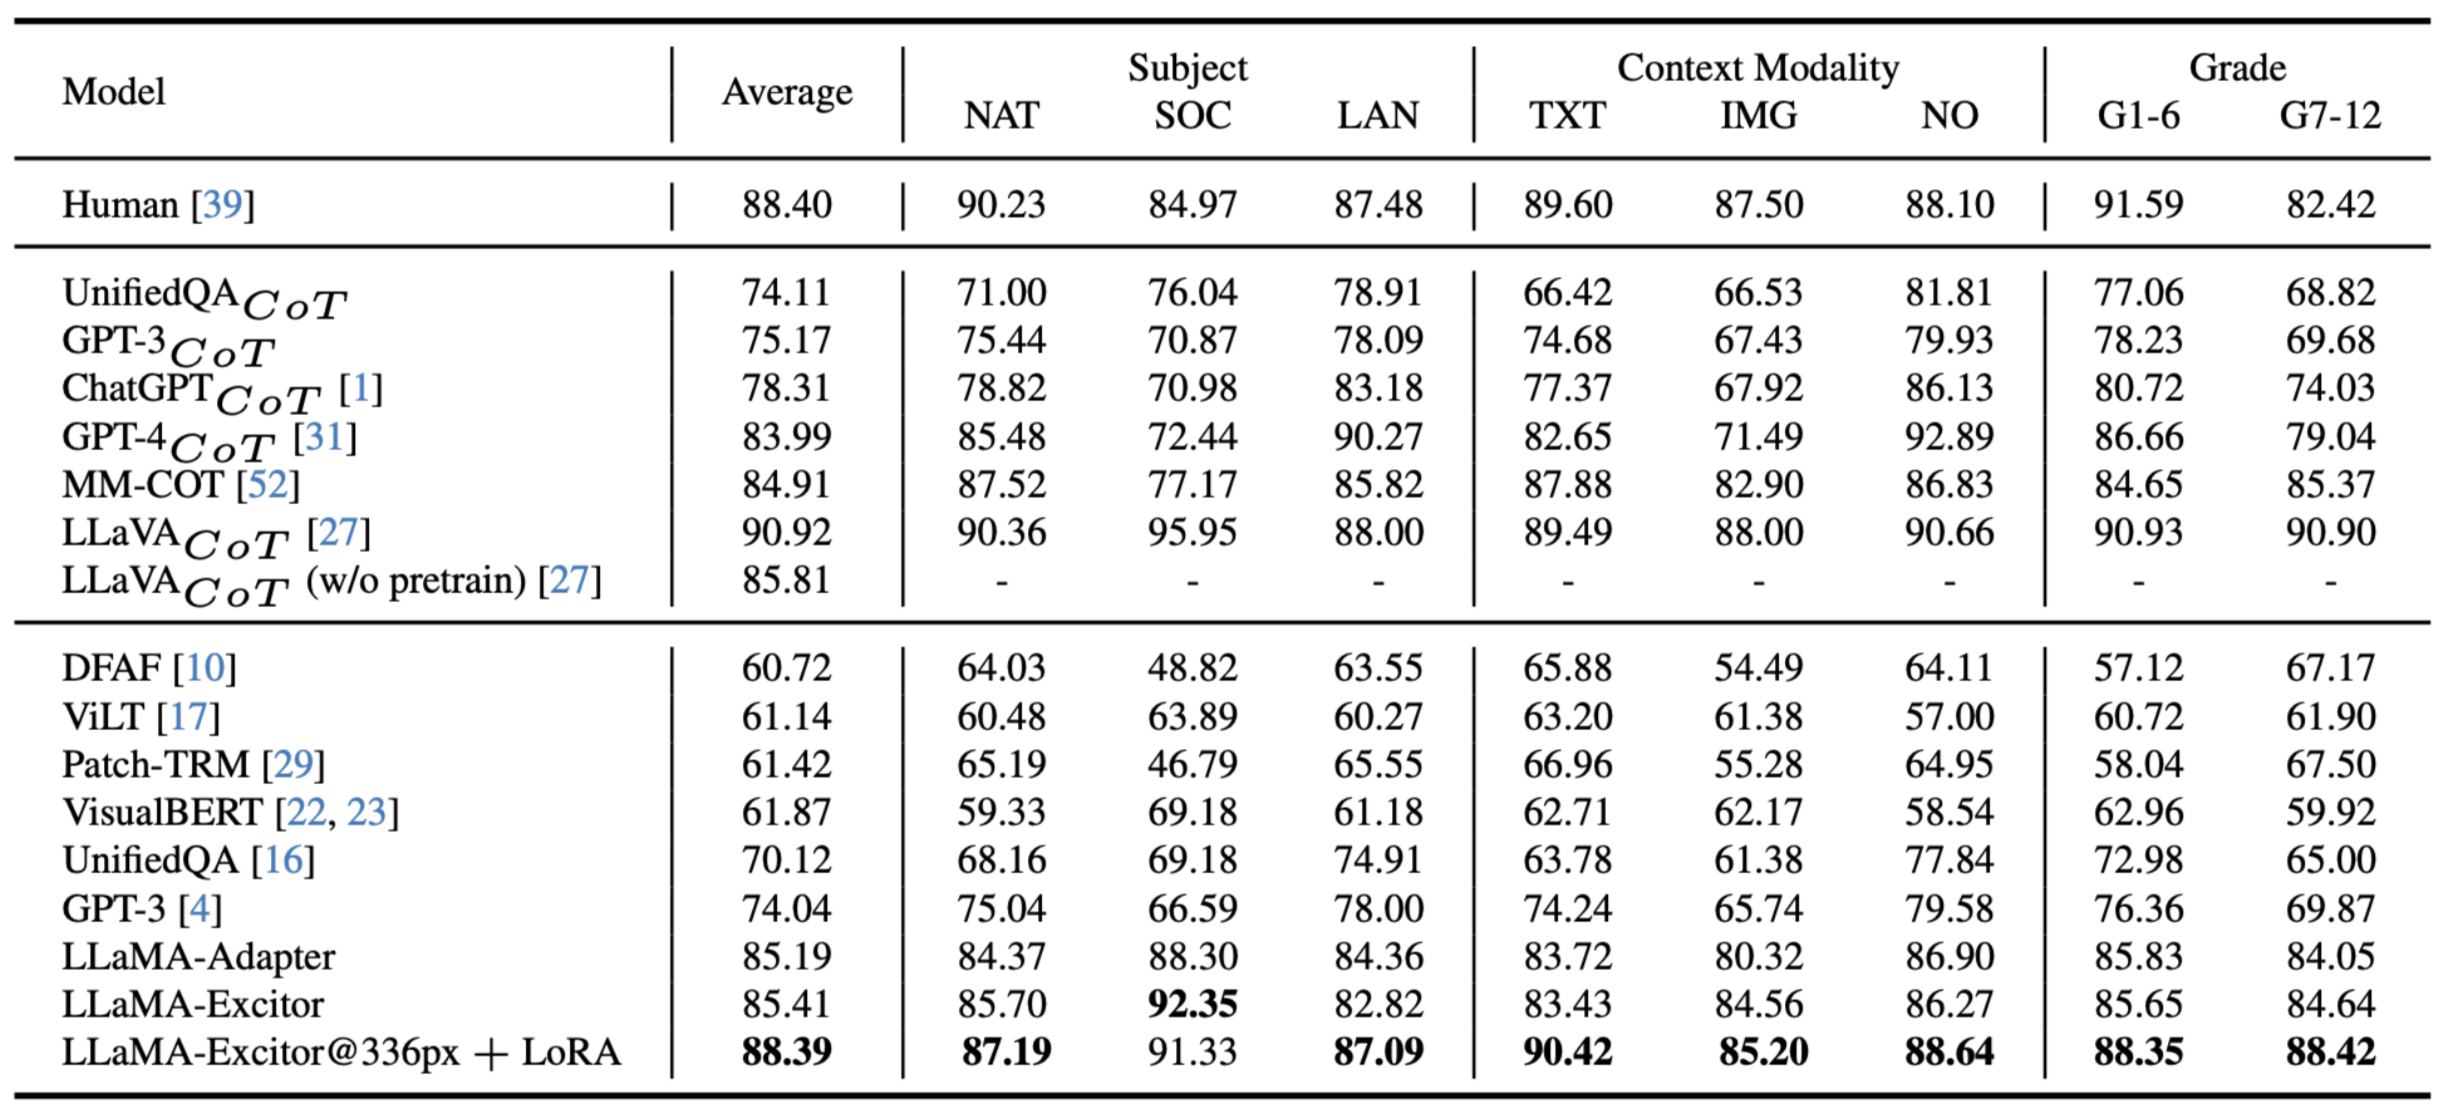 Model Average Subject Context Modality Grade
NAT SOC LAN TXT IMG NO G1-6 G7-12
Human [39] 88.40 90.23 84.97 87.48 89.60 87.50 88.10 91.59 82.42
UnifiedQA CoT 74.11 71.00 76.04 78.91 66.42 66.53 81.81 77.06 68.82
GPT-3 CoT 75.17 75.44 70.87 78.09 74.68 67.43 79.93 78.23 69.68
ChatGPT CoT [1] 78.31 78.82 70.98 83.18 77.37 67.92 86.13 80.72 74.03
GPT-4 CoT [31] 83.99 85.48 72.44 90.27 82.65 71.49 92.89 86.66 79.04
MM-COT [52] 84.91 87.52 77.17 85.82 87.88 82.90 86.83 84.65 85.37
LLaVA CoT [27] 90.92 90.36 95.95 88.00 89.49 88.00 90.66 90.93 90.90
LLaVA CoT (w/o pretrain) [27] 85.81 - - - - - - - -
DFAF [10] 60.72 64.03 48.82 63.55 65.88 54.49 64.11 57.12 67.17
ViLT [17] 61.14 60.48 63.89 60.27 63.20 61.38 57.00 60.72 61.90
Patch-TRM [29] 61.42 65.19 46.79 65.55 66.96 55.28 64.95 58.04 67.50
VisualBERT [22, 23] 61.87 59.33 69.18 61.18 62.71 62.17 58.54 62.96 59.92
UnifiedQA [16] 70.12 68.16 69.18 74.91 63.78 61.38 77.84 72.98 65.00
GPT-3 [4] 74.04 75.04 66.59 78.00 74.24 65.74 79.58 76.36 69.87
LLaMA-Adapter 85.19 84.37 88.30 84.36 83.72 80.32 86.90 85.83 84.05
LLaMA-Excitor 85.41 85.70 92.35 82.82 83.43 84.56 86.27 85.65 84.64
LLaMA-Excitor@336px + LoRA 88.39 87.19 91.33 87.09 90.42 85.20 88.64 88.35 88.42